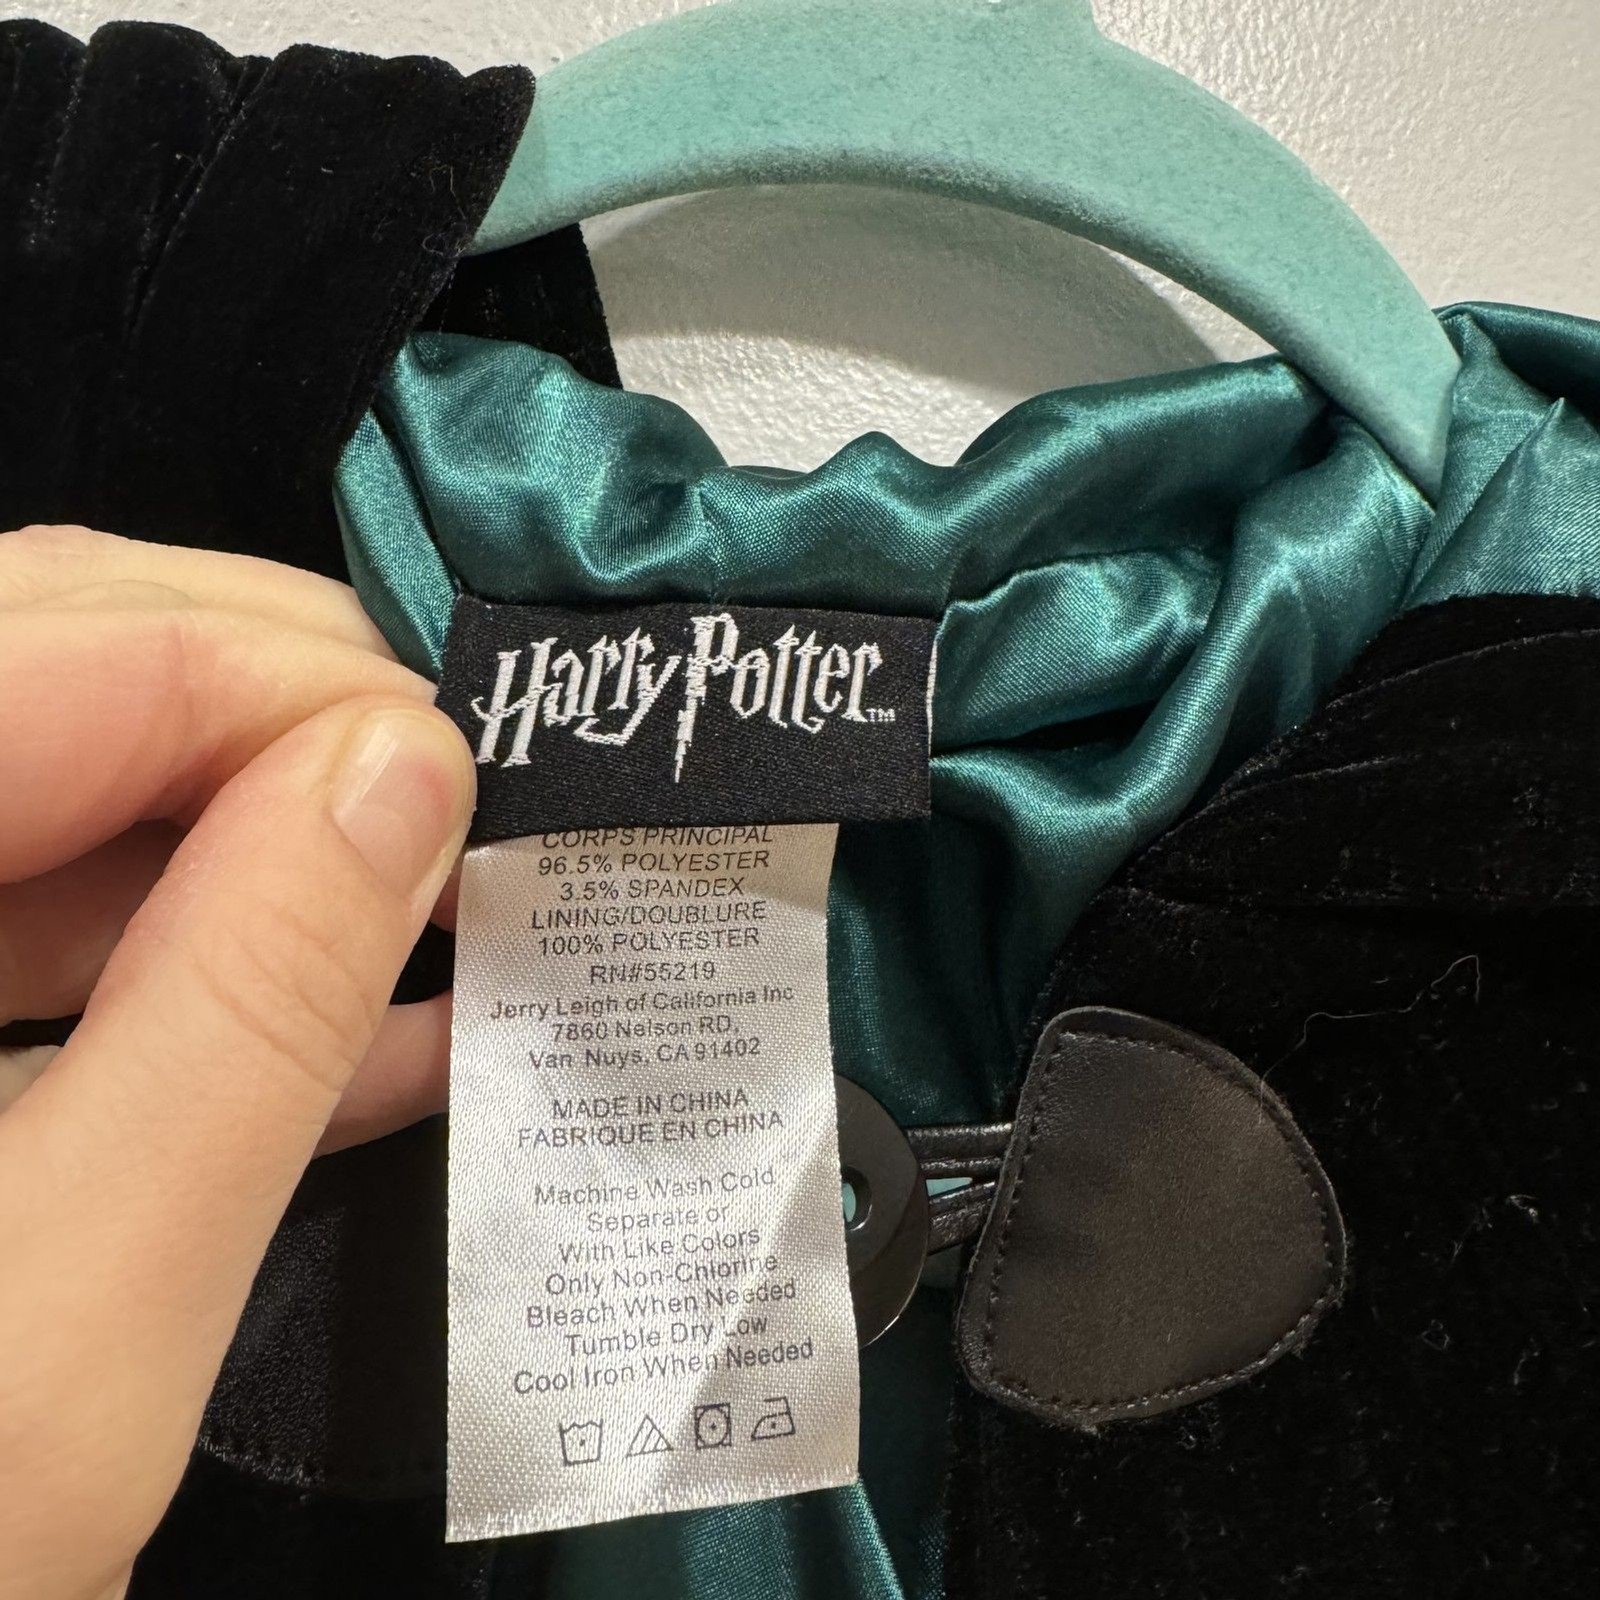 Harry Potter™
CORPS PRINCIPAL
96.5% POLYESTER
3.5% SPANDEX
LINING/DOUBLURE
100% POLYESTER
RN#55219
Jerry Leigh of California Inc
7860 Nelson RD,
Van Nuys, CA 91402
MADE IN CHINA
FABRIQUE EN CHINA
Machine Wash Cold
Separate or
With Like Colors
Only Non-Chlorine
Bleach When Needed
Tumble Dry Low
Cool Iron When Needed